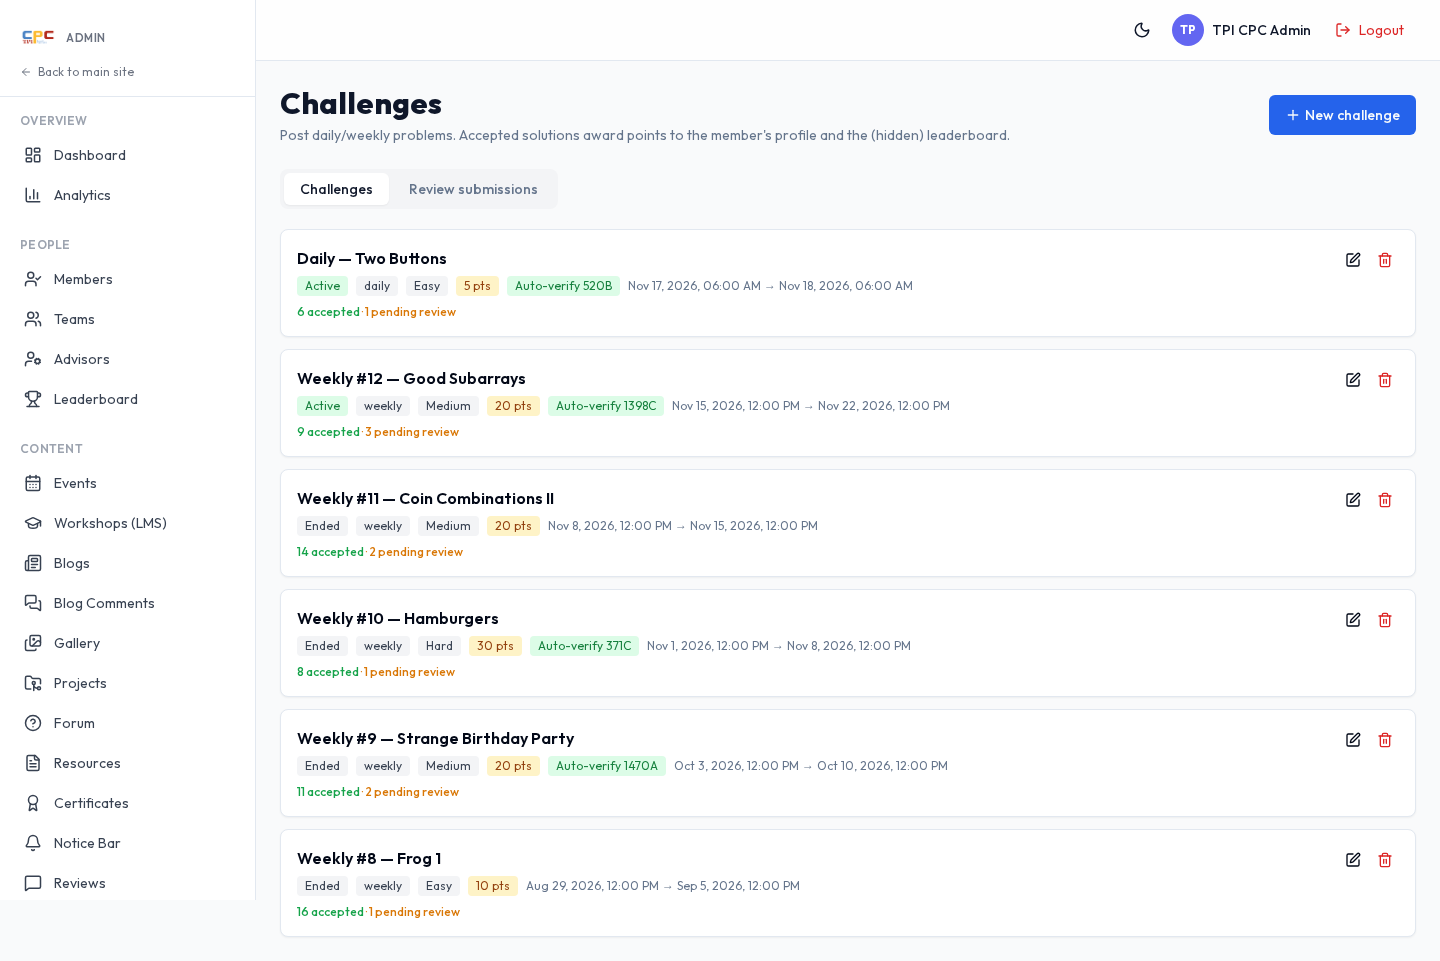 CPC ADMIN
Back to main site
OVERVIEW
Dashboard
Analytics
PEOPLE
Members
Teams
Advisors
Leaderboard
CONTENT
Events
Workshops (LMS)
Blogs
Blog Comments
Gallery
Projects
Forum
Resources
Certificates
Notice Bar
Reviews
TP TPI CPC Admin Logout
Challenges
Post daily/weekly problems. Accepted solutions award points to the member's profile and the (hidden) leaderboard.
New challenge
Challenges Review submissions
Daily — Two Buttons
Active daily Easy 5 pts Auto-verify 520B Nov 17, 2026, 06:00 AM → Nov 18, 2026, 06:00 AM
6 accepted · 1 pending review
Weekly #12 — Good Subarrays
Active weekly Medium 20 pts Auto-verify 1398C Nov 15, 2026, 12:00 PM → Nov 22, 2026, 12:00 PM
9 accepted · 3 pending review
Weekly #11 — Coin Combinations II
Ended weekly Medium 20 pts Nov 8, 2026, 12:00 PM → Nov 15, 2026, 12:00 PM
14 accepted · 2 pending review
Weekly #10 — Hamburgers
Ended weekly Hard 30 pts Auto-verify 371C Nov 1, 2026, 12:00 PM → Nov 8, 2026, 12:00 PM
8 accepted · 1 pending review
Weekly #9 — Strange Birthday Party
Ended weekly Medium 20 pts Auto-verify 1470A Oct 3, 2026, 12:00 PM → Oct 10, 2026, 12:00 PM
11 accepted · 2 pending review
Weekly #8 — Frog 1
Ended weekly Easy 10 pts Aug 29, 2026, 12:00 PM → Sep 5, 2026, 12:00 PM
16 accepted · 1 pending review